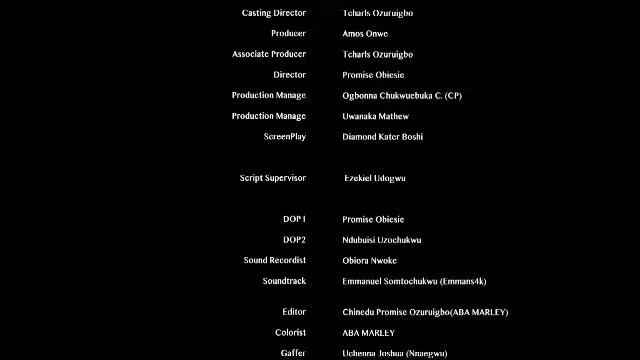 Casting Director Tcharls Ozuruigbo
Producer Amos Onwe
Associate Producer Tcharls Ozuruigbo
Director Promise Obiesie
Production Manage Ogbonna Chukwuebuka C. (CP)
Production Manage Uwanaka Mathew
ScreenPlay Diamond Kater Boshi
Script Supervisor Ezekiel Udogwu
DOP1 Promise Obiesie
DOP2 Ndubuisi Uzochukwu
Sound Recordist Obiora Nwoke
Soundtrack Emmanuel Somtochukwu (Emmans4k)
Editor Chinedu Promise Ozuruigbo(ABA MARLEY)
Colorist ABA MARLEY
Gaffer Uchenna Joshua (Nnaegwu)